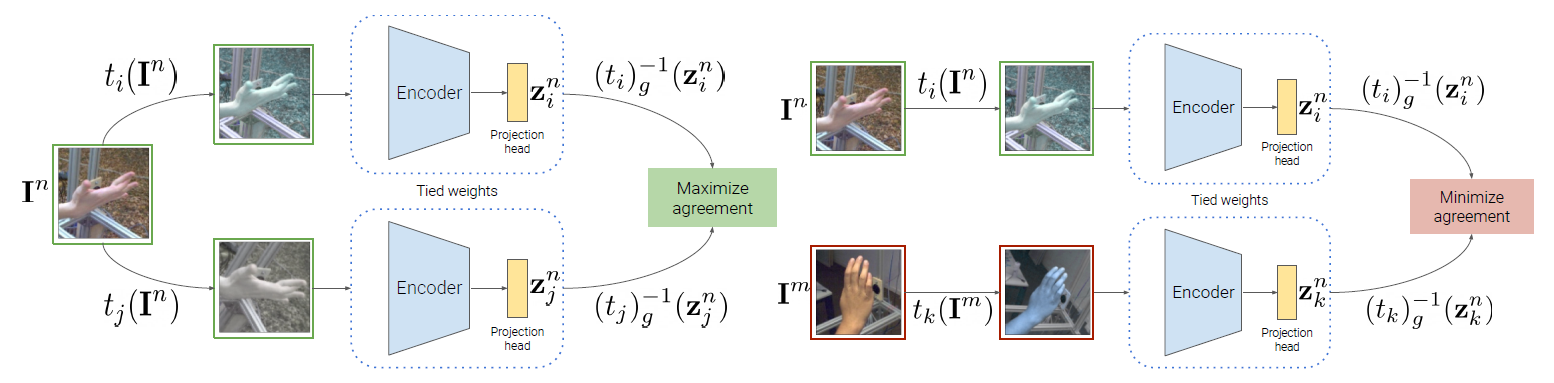 t_i(I^n)
Encoder
z_i^n
Projection
head
(t_i)_g^{-1}(z_i^n)
I^n
Tied weights
Maximize
agreement
t_j(I^n)
Encoder
z_j^n
Projection
head
(t_j)_g^{-1}(z_j^n)
I^n
t_i(I^n)
Encoder
z_i^n
Projection
head
(t_i)_g^{-1}(z_i^n)
Tied weights
Minimize
agreement
I^m
t_k(I^m)
Encoder
z_k^n
Projection
head
(t_k)_g^{-1}(z_k^n)